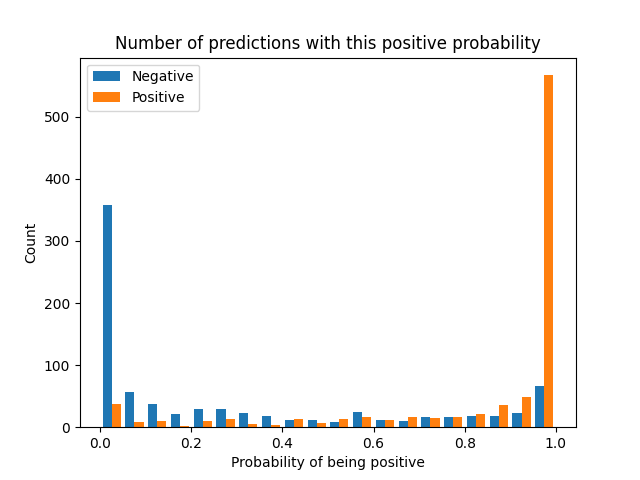 Number of predictions with this positive probability
Negative
Positive
500
400
300
200
100
0
Count
0.0 0.2 0.4 0.6 0.8 1.0
Probability of being positive